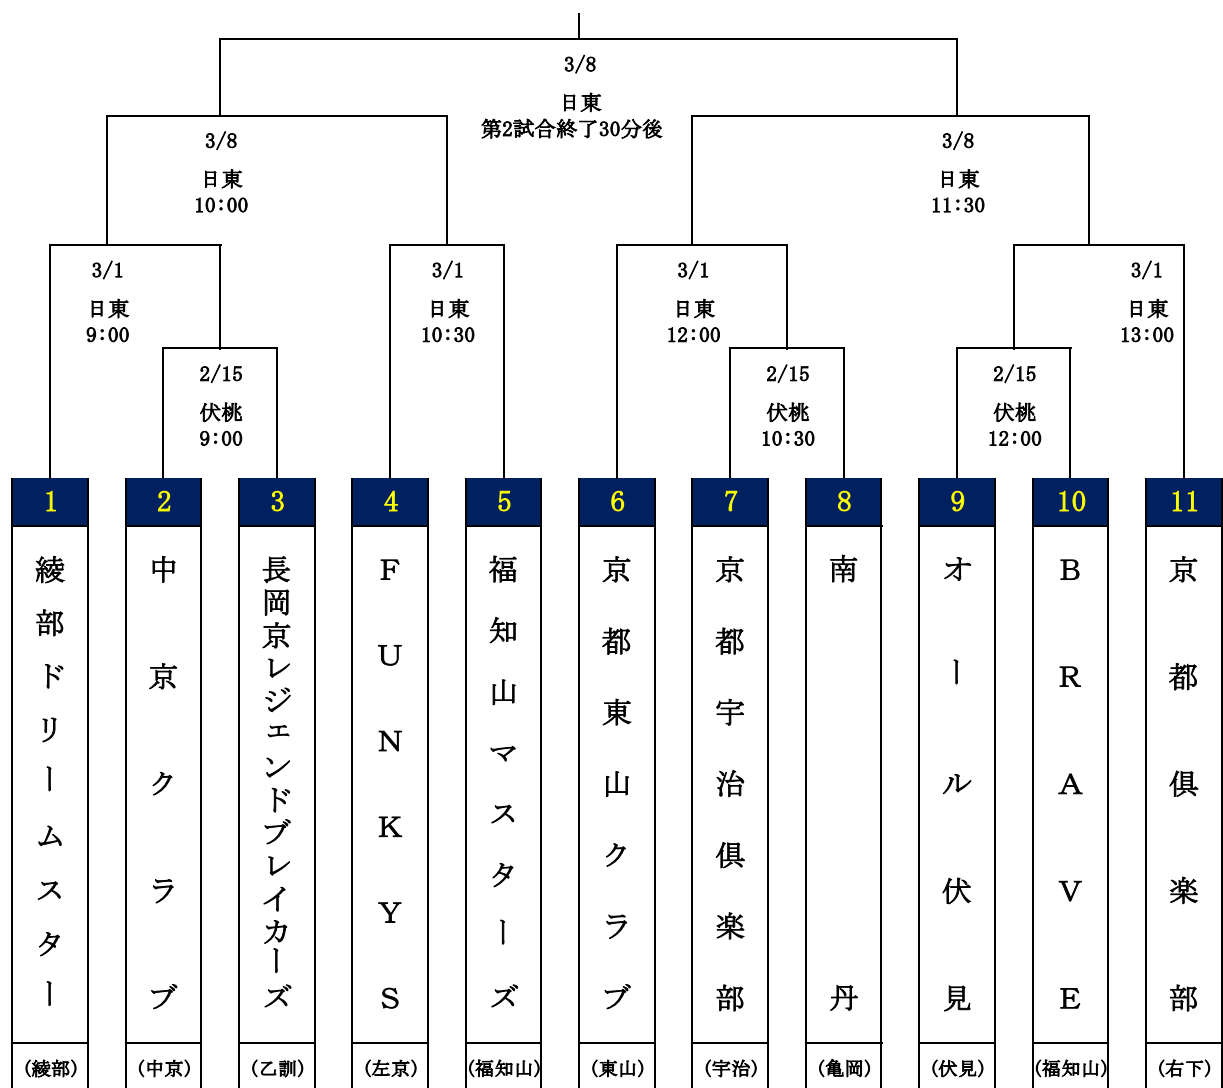 3/8
日東
第2試合終了30分後
3/8
日東
10:00
3/8
日東
11:30
3/1
日東
9:00
3/1
日東
10:30
3/1
日東
12:00
3/1
日東
13:00
2/15
伏桃
9:00
2/15
伏桃
10:30
2/15
伏桃
12:00
1
綾部ドリームスター
(綾部)
2
中京クラブ
(中京)
3
長岡京レジェンドブレイカーズ
(乙訓)
4
FUNKYS
(左京)
5
福知山マスターズ
(福知山)
6
京都東山クラブ
(東山)
7
京都宇治倶楽部
(宇治)
8
南丹
(亀岡)
9
オール伏見
(伏見)
10
BRAVE
(福知山)
11
京都倶楽部
(右下)